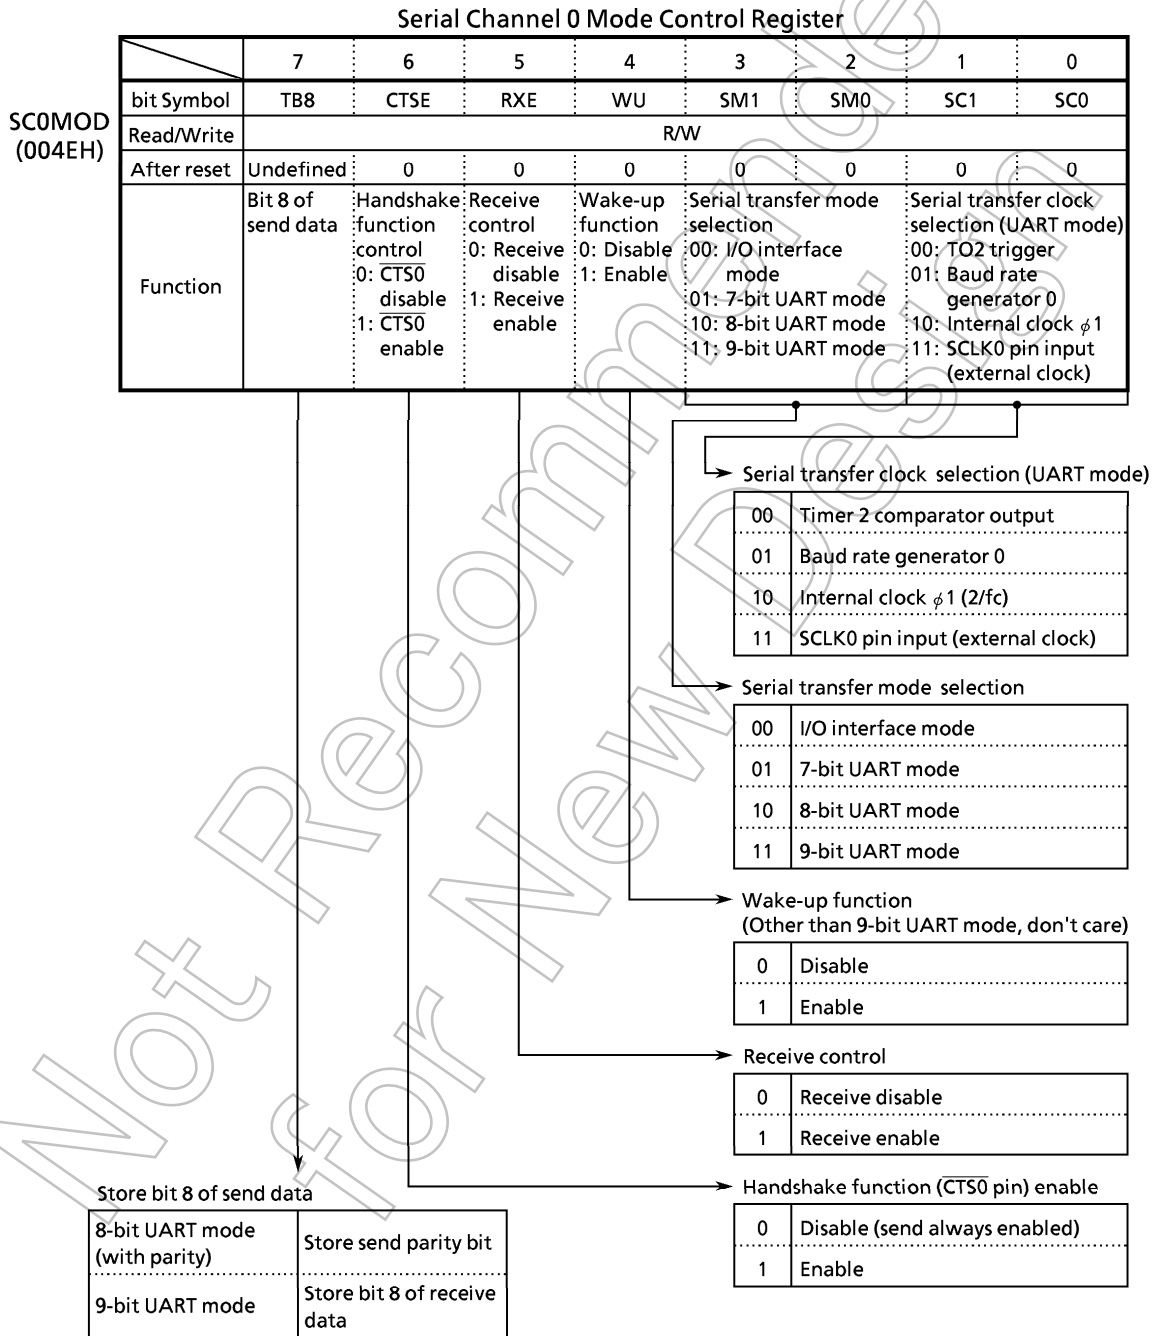 Serial Channel 0 Mode Control Register
7 6 5 4 3 2 1 0
bit Symbol TB8 CTSE RXE WU SM1 SM0 SC1 SC0
SC0MOD
(004EH)
Read/Write R/W
After reset Undefined 0 0 0 0 0 0 0
Function
Bit 8 of
send data
Handshake
function
control
0: CTS0
disable
1: CTS0
enable
Receive
control
0: Receive
disable
1: Receive
enable
Wake-up
function
0: Disable
1: Enable
Serial transfer mode
selection
00: I/O interface
mode
01: 7-bit UART mode
10: 8-bit UART mode
11: 9-bit UART mode
Serial transfer clock
selection (UART mode)
00: TO2 trigger
01: Baud rate
generator 0
10: Internal clock ϕ1
11: SCLK0 pin input
(external clock)
Serial transfer clock selection (UART mode)
00 Timer 2 comparator output
01 Baud rate generator 0
10 Internal clock ϕ1 (2/fc)
11 SCLK0 pin input (external clock)
Serial transfer mode selection
00 I/O interface mode
01 7-bit UART mode
10 8-bit UART mode
11 9-bit UART mode
Wake-up function
(Other than 9-bit UART mode, don't care)
0 Disable
1 Enable
Receive control
0 Receive disable
1 Receive enable
Handshake function (CTS0 pin) enable
0 Disable (send always enabled)
1 Enable
Store bit 8 of send data
8-bit UART mode
(with parity)
Store send parity bit
9-bit UART mode
Store bit 8 of receive
data
Not Recommended
for New Design